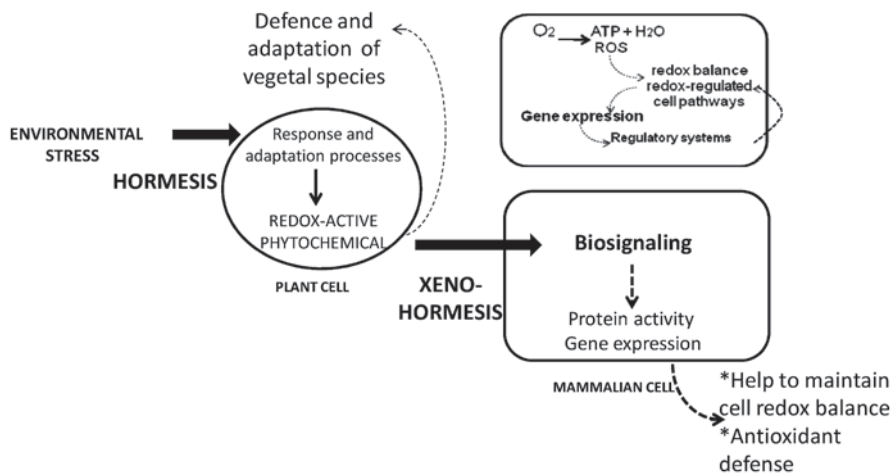 Defence and
adaptation of
vegetal species
ENVIRONMENTAL
STRESS
HORMESIS
Response and
adaptation processes
REDOX-ACTIVE
PHYTOCHEMICAL
PLANT CELL
O2
ATP + H2O
ROS
redox balance
redox-regulated
cell pathways
Gene expression
Regulatory systems
XENO-
HORMESIS
Biosignaling
Protein activity
Gene expression
MAMMALIAN CELL
*Help to maintain
cell redox balance
*Antioxidant
defense